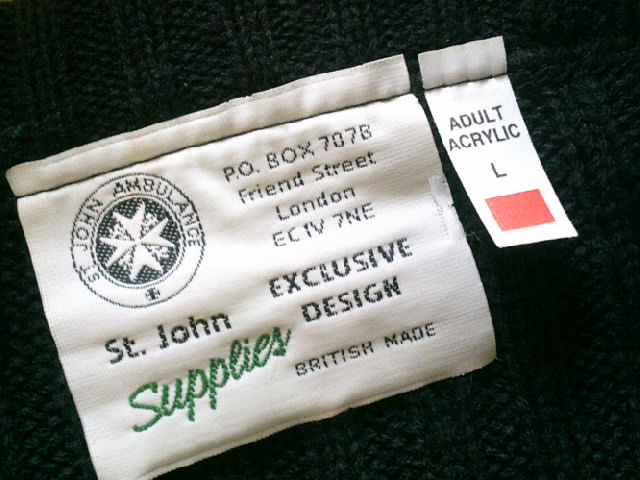 ST JOHN AMBULANCE
P.O. BOX 707B
Friend Street
London
EC1V 7NE
EXCLUSIVE
DESIGN
St. John
Supplies
BRITISH MADE
ADULT
ACRYLIC
L